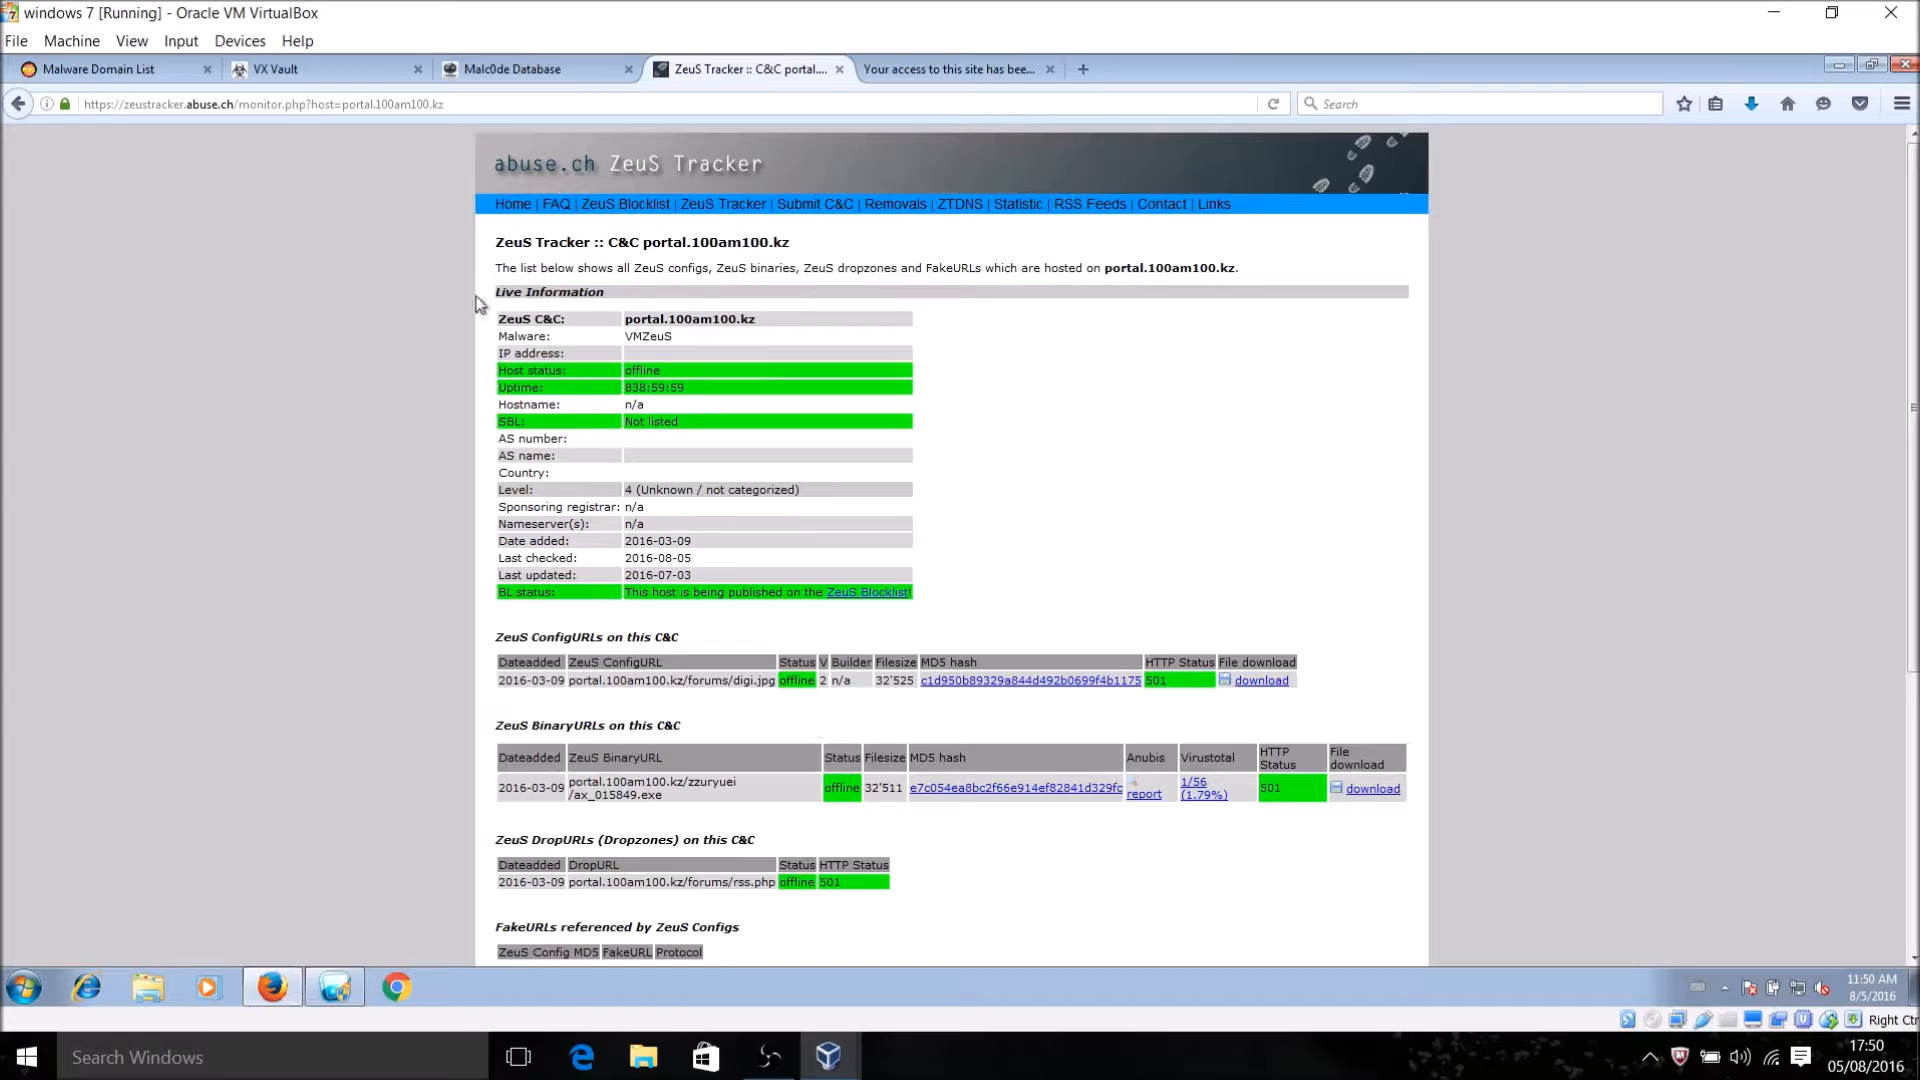 windows 7 [Running] - Oracle VM VirtualBox
File Machine View Input Devices Help
Malware Domain List
VX Vault
Malc0de Database
ZeuS Tracker :: C&C portal....
Your access to this site has bee...
https://zeustracker.abuse.ch/monitor.php?host=portal.100am100.kz
Search
abuse.ch ZeuS Tracker
Home | FAQ | ZeuS Blocklist | ZeuS Tracker | Submit C&C | Removals | ZTDNS | Statistic | RSS Feeds | Contact | Links
ZeuS Tracker :: C&C portal.100am100.kz
The list below shows all ZeuS configs, ZeuS binaries, ZeuS dropzones and FakeURLs which are hosted on portal.100am100.kz.
Live Information
ZeuS C&C: portal.100am100.kz
Malware: VMZeuS
IP address:
Host status: offline
Uptime: 838:59:59
Hostname: n/a
SBL: Not listed
AS number:
AS name:
Country:
Level: 4 (Unknown / not categorized)
Sponsoring registrar: n/a
Nameserver(s): n/a
Date added: 2016-03-09
Last checked: 2016-08-05
Last updated: 2016-07-03
BL status: This host is being published on the ZeuS Blocklist!
ZeuS ConfigURLs on this C&C
Dateadded ZeuS ConfigURL Status V Builder Filesize MD5 hash HTTP Status File download
2016-03-09 portal.100am100.kz/forums/digi.jpg offline 2 n/a 32'525 c1d950b89329a844d492b0699f4b1175 501 download
ZeuS BinaryURLs on this C&C
Dateadded ZeuS BinaryURL Status Filesize MD5 hash Anubis Virustotal HTTP Status File download
2016-03-09 portal.100am100.kz/zzuryuei/ax_015849.exe offline 32'511 e7c054ea8bc2f66e914ef82841d329fc report 1/56 (1.79%) 501 download
ZeuS DropURLs (Dropzones) on this C&C
Dateadded DropURL Status HTTP Status
2016-03-09 portal.100am100.kz/forums/rss.php offline 501
FakeURLs referenced by ZeuS Configs
ZeuS Config MD5 FakeURL Protocol
11:50 AM
8/5/2016
Right Ctr
Search Windows
17:50
05/08/2016